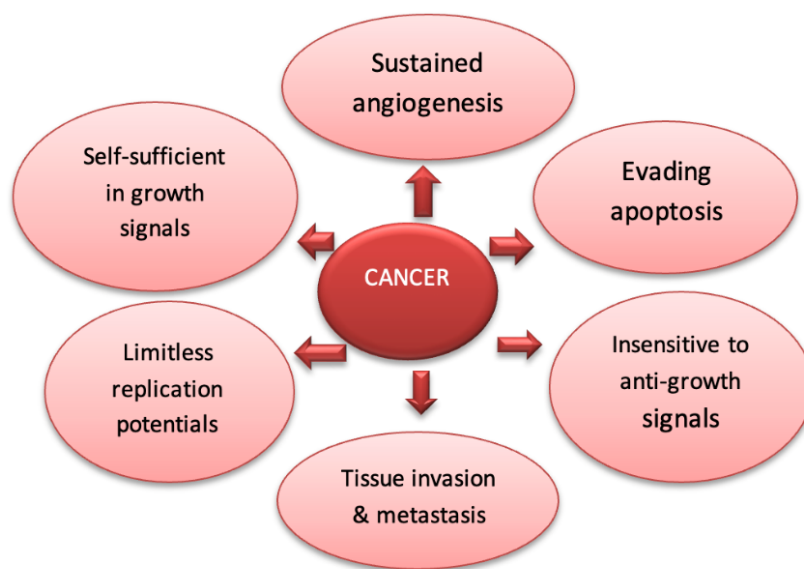 Sustained
angiogenesis
Self-sufficient
in growth
signals
Evading
apoptosis
CANCER
Limitless
replication
potentials
Insensitive to
anti-growth
signals
Tissue invasion
& metastasis